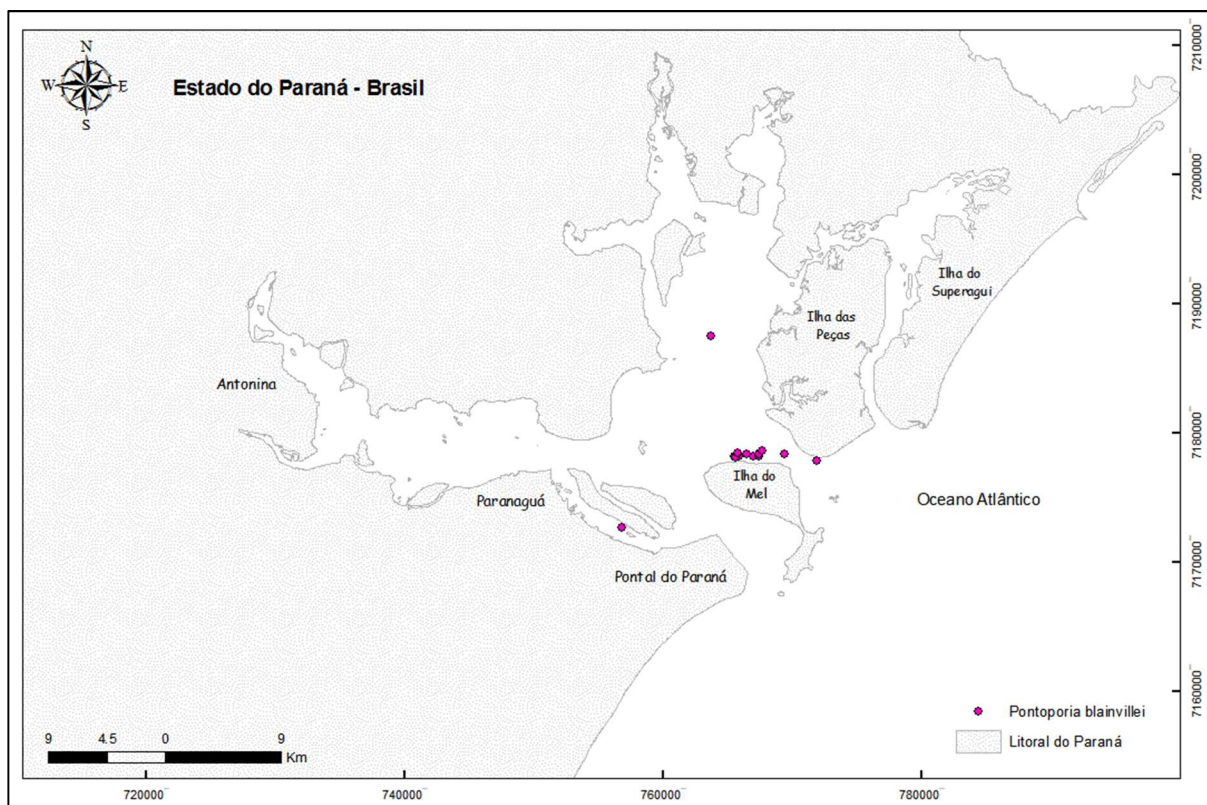 N
W E
S
Estado do Paraná - Brasil
Ilha do
Superagui
Ilha das
Peças
Antonina
Ilha do
Mel
Paranaguá
Oceano Atlântico
Pontal do Paraná
Pontoporia blainvillei
Litoral do Paraná
9 4.5 0 9
Km
720000 740000 760000 780000
7210000
7200000
7190000
7180000
7170000
7160000